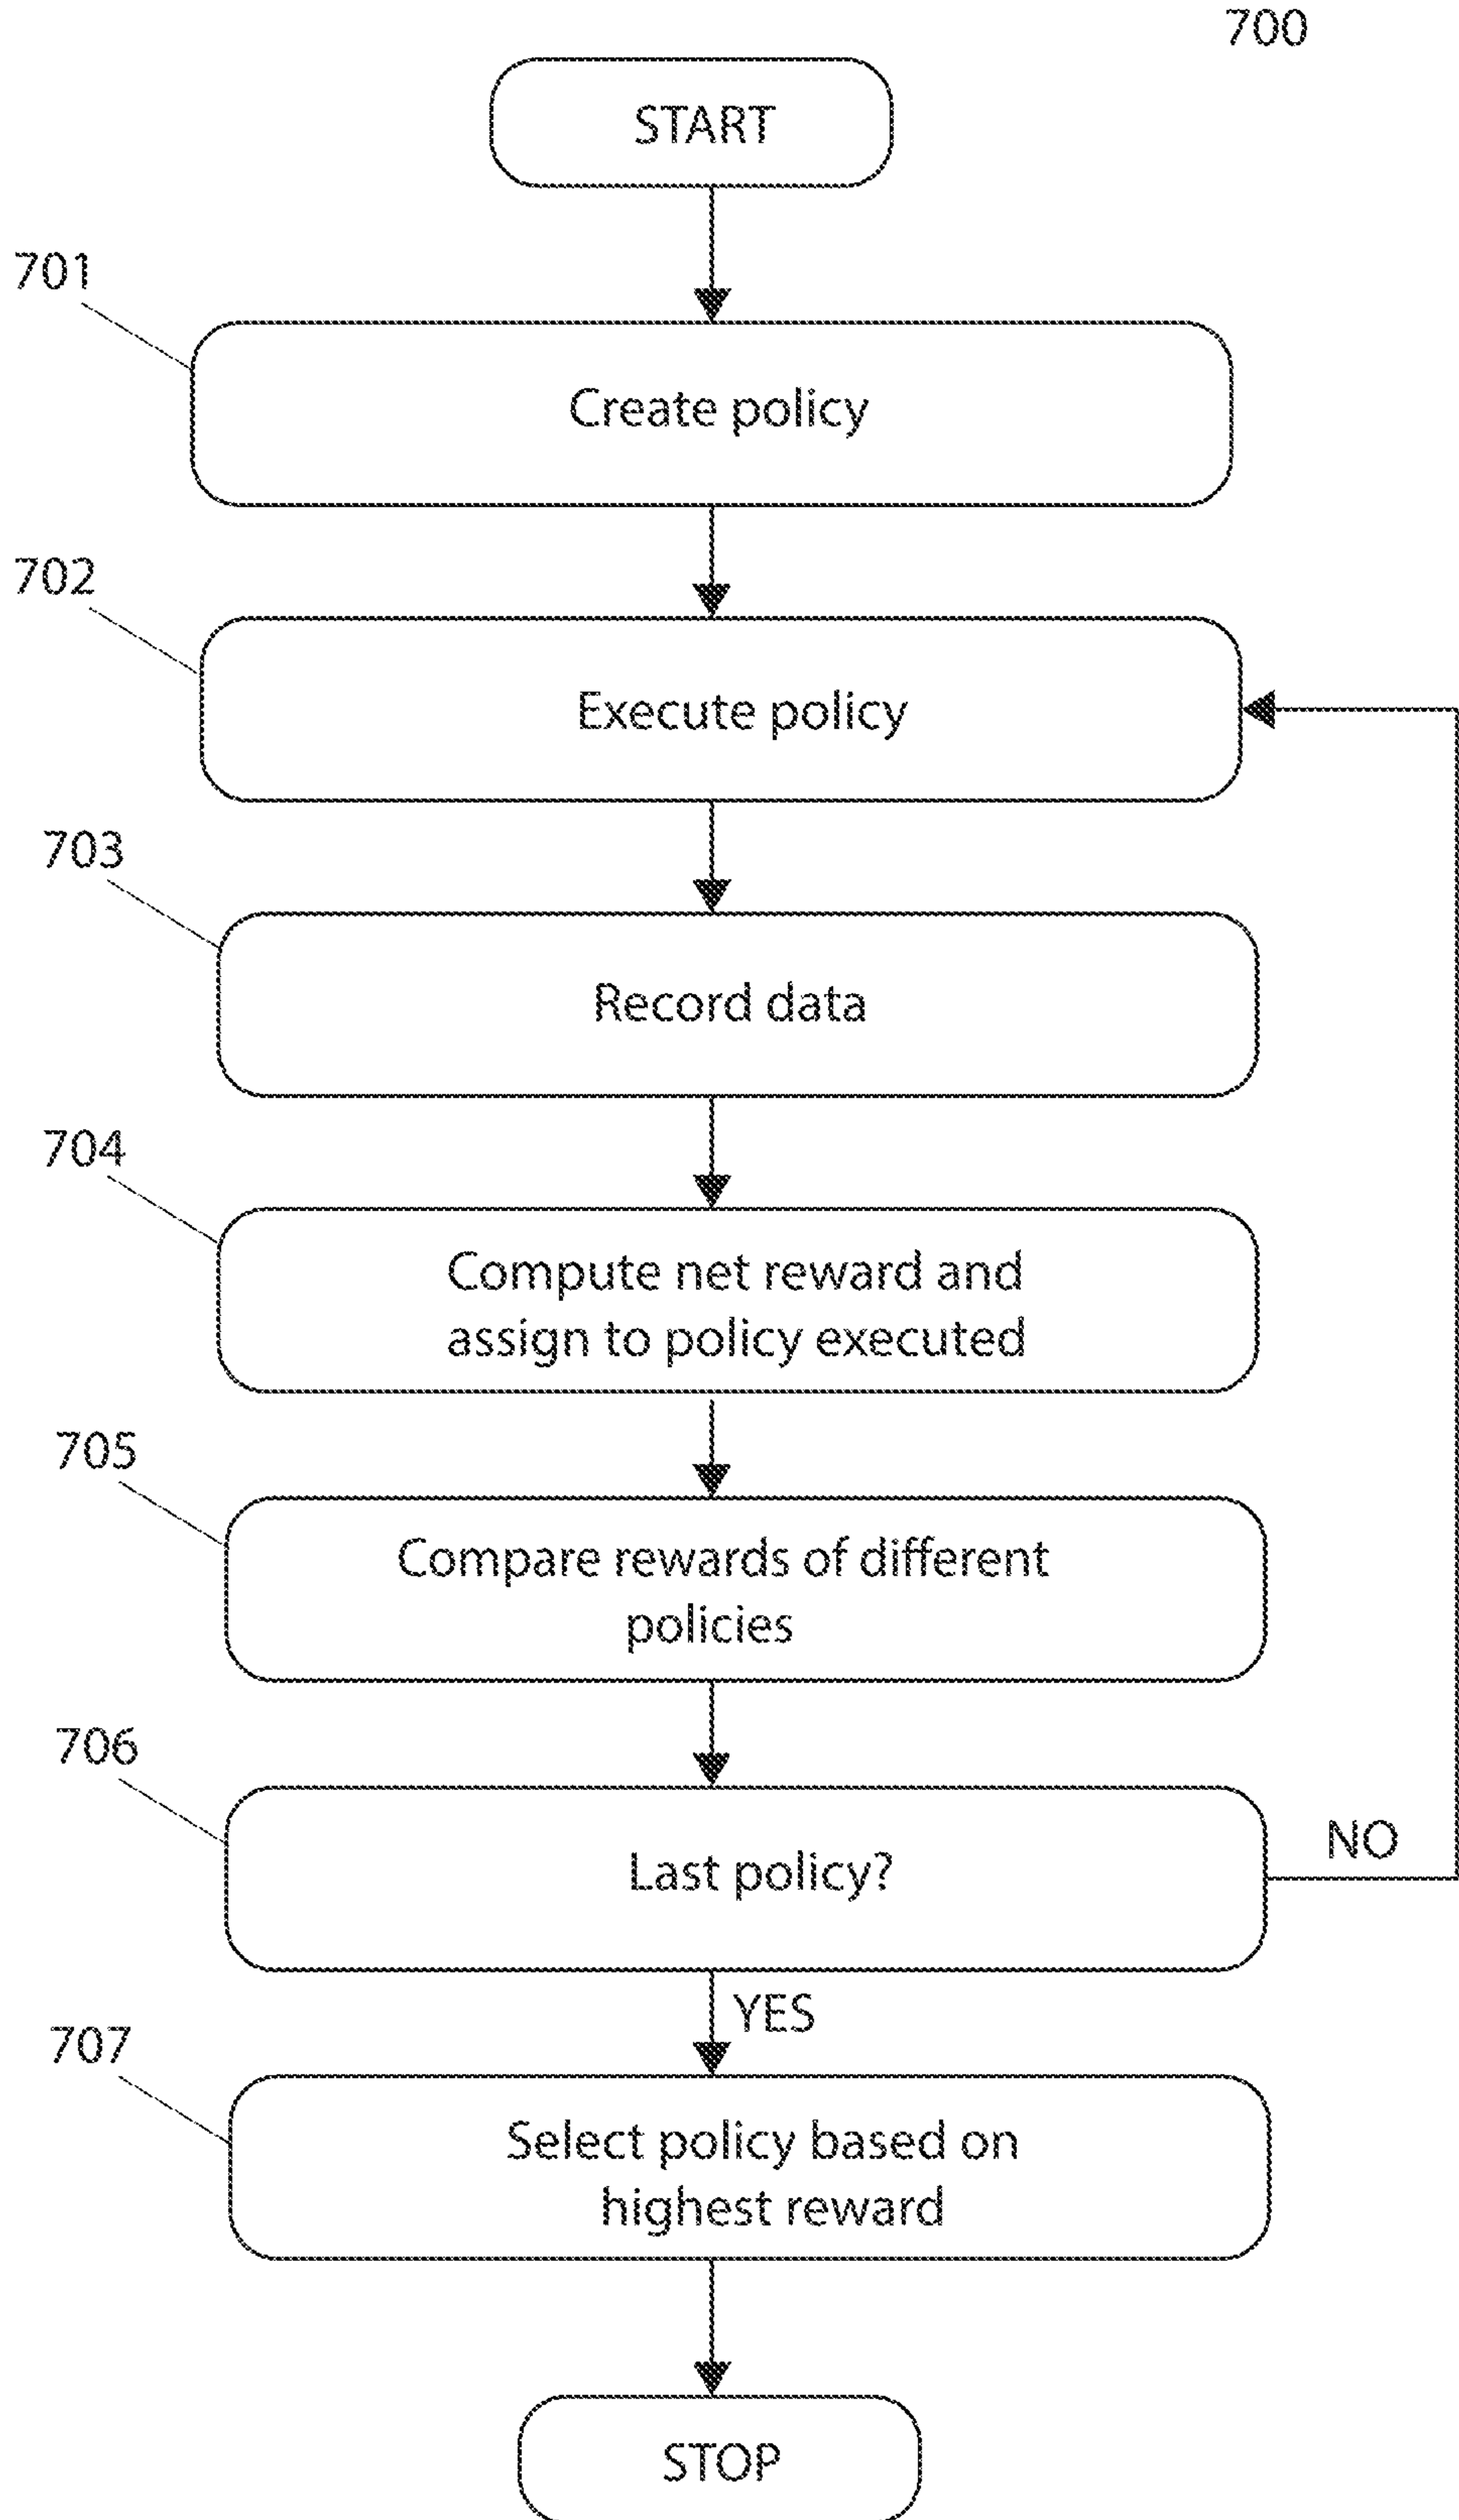 700
START
701
Create policy
702
Execute policy
703
Record data
704
Compute net reward and
assign to policy executed
705
Compare rewards of different
policies
706
Last policy?
NO
YES
707
Select policy based on
highest reward
STOP